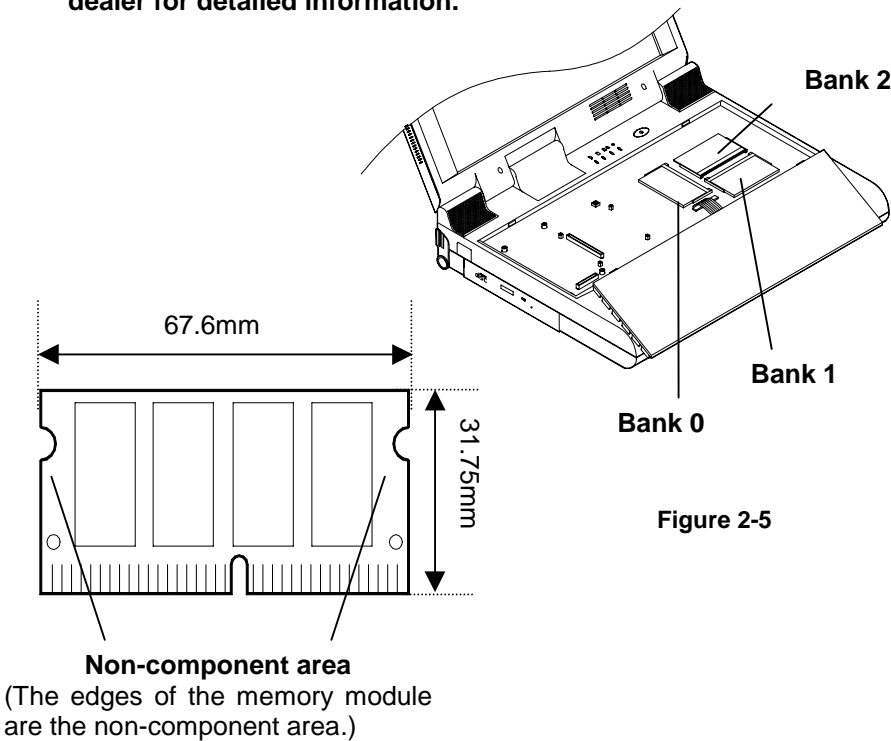 dealer for detailed information.
Bank 2
67.6mm
Bank 1
Bank 0
31.75mm
Figure 2-5
Non-component area
(The edges of the memory module
are the non-component area.)